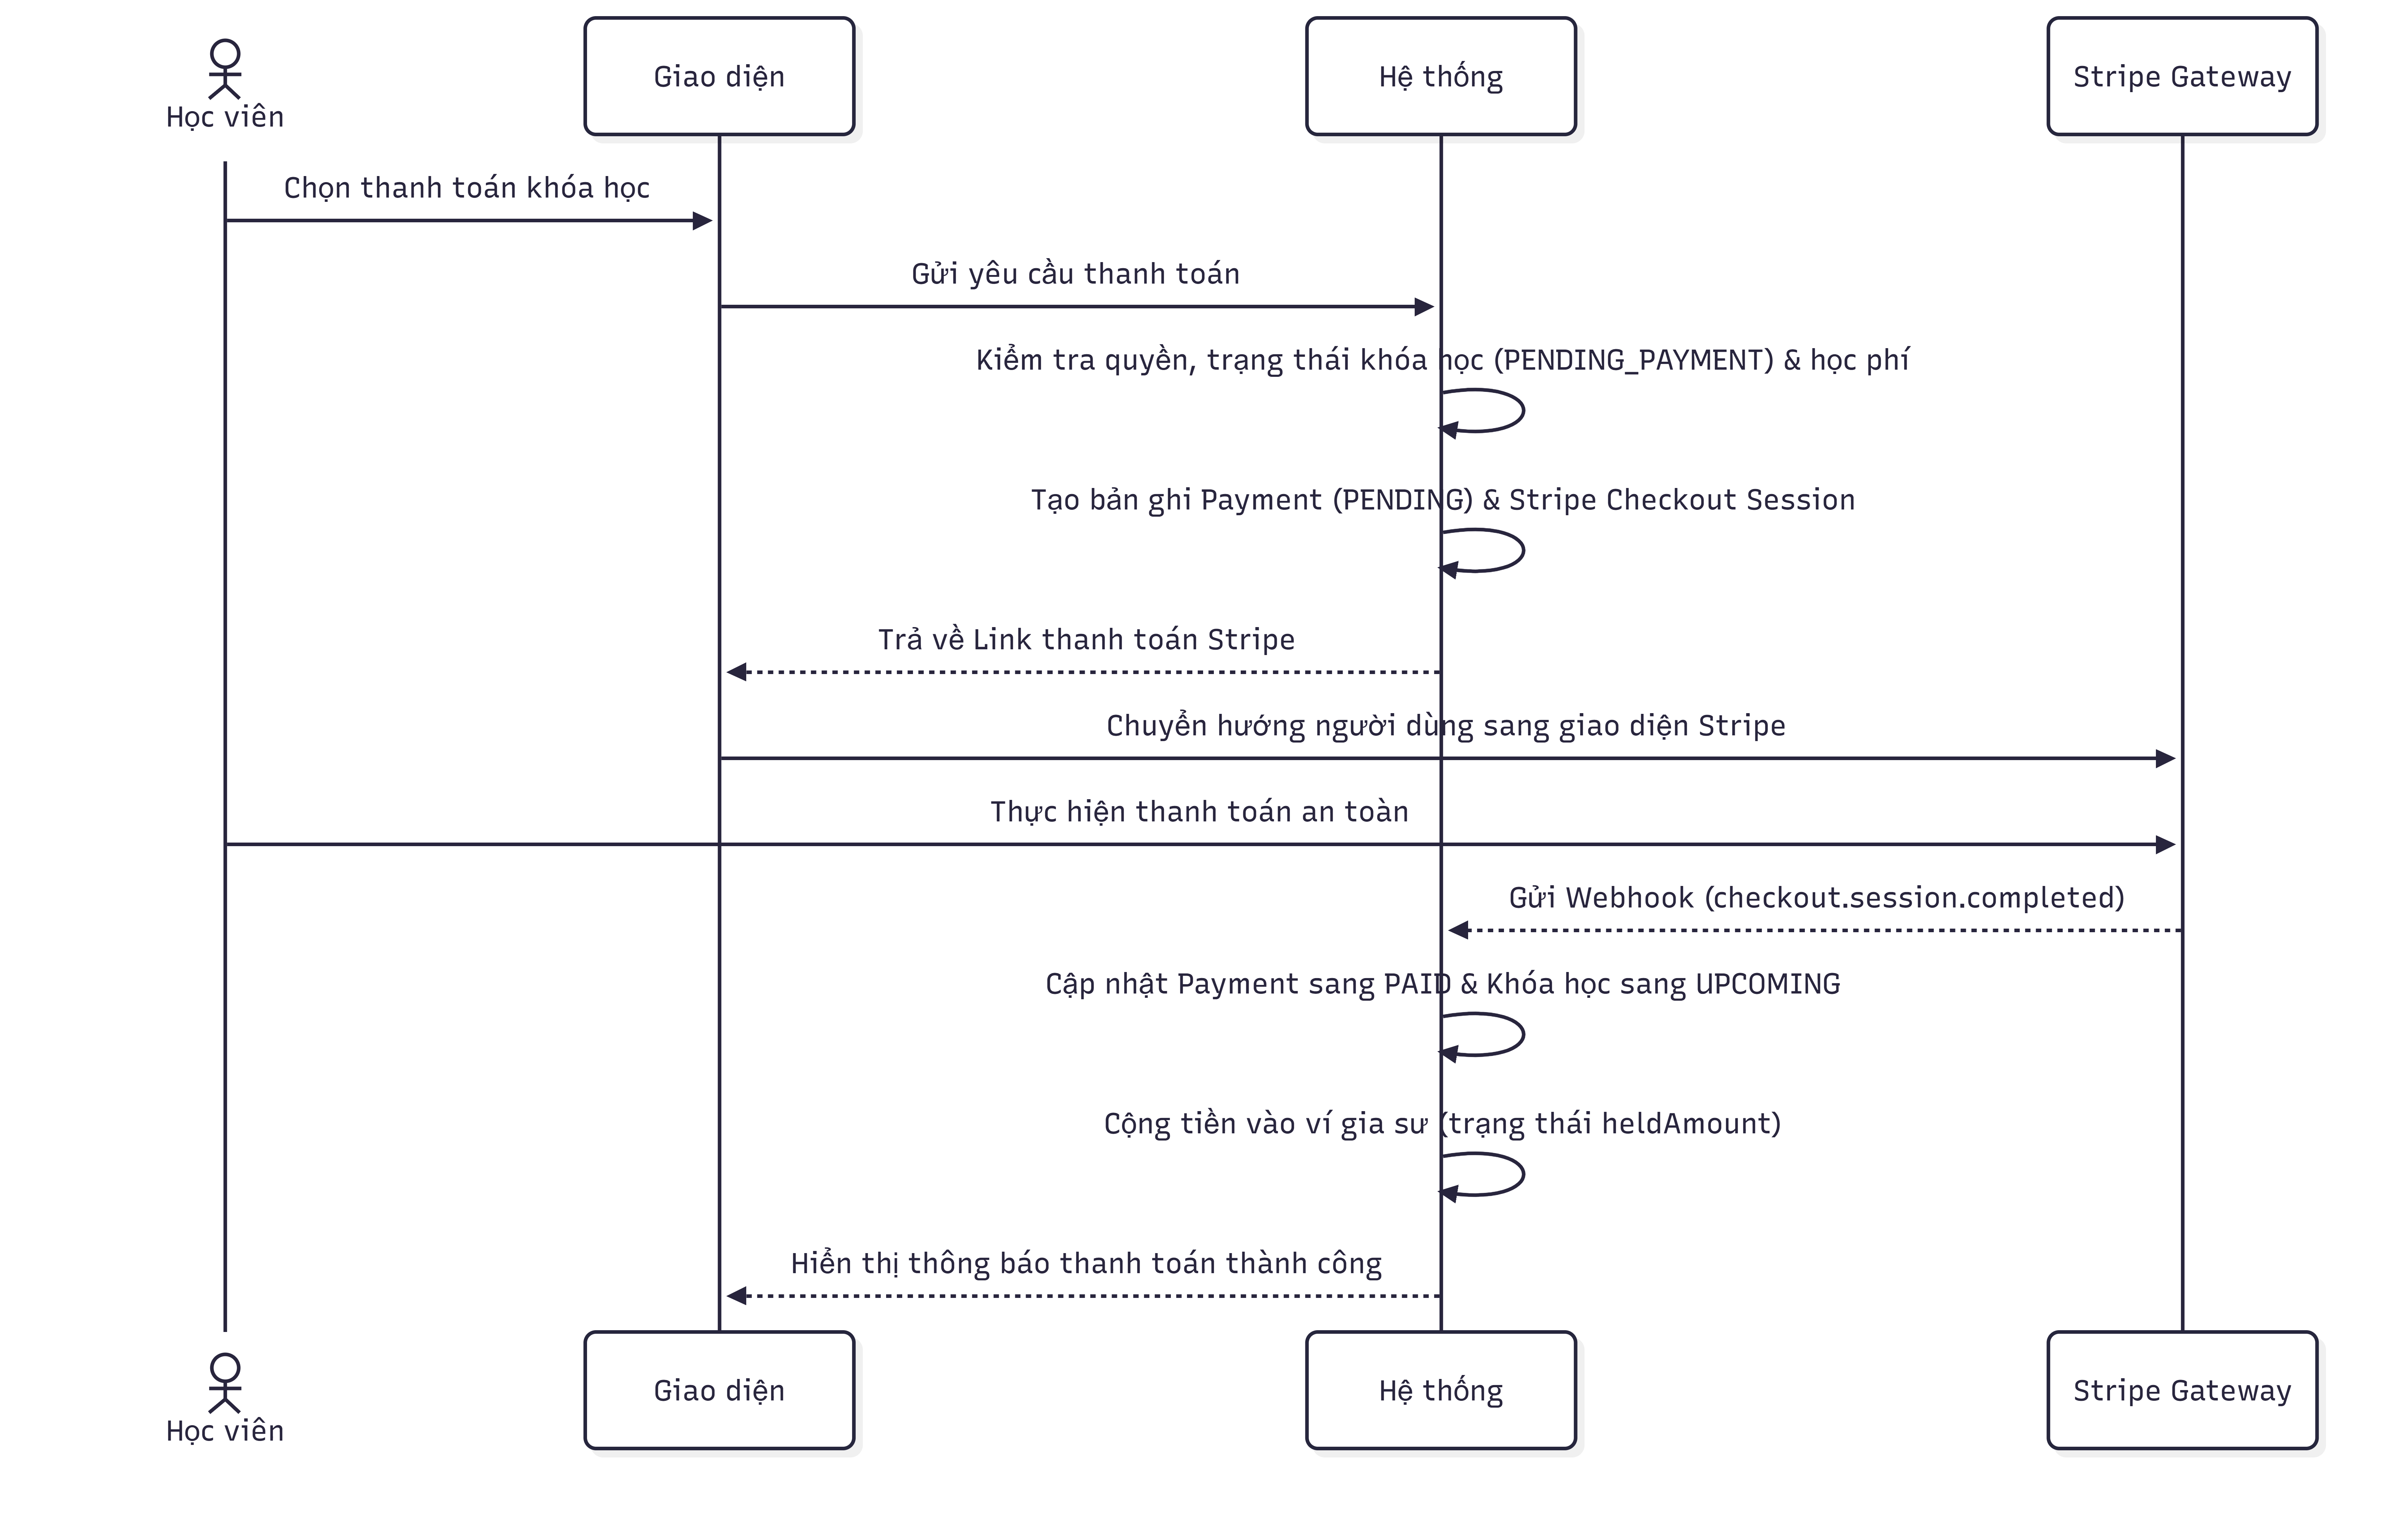 Học viên
Giao diện
Hệ thống
Stripe Gateway
Chọn thanh toán khóa học
Gửi yêu cầu thanh toán
Kiểm tra quyền, trạng thái khóa học (PENDING_PAYMENT) & học phí
Tạo bản ghi Payment (PENDING) & Stripe Checkout Session
Trả về Link thanh toán Stripe
Chuyển hướng người dùng sang giao diện Stripe
Thực hiện thanh toán an toàn
Gửi Webhook (checkout.session.completed)
Cập nhật Payment sang PAID & Khóa học sang UPCOMING
Cộng tiền vào ví gia sư (trạng thái heldAmount)
Hiển thị thông báo thanh toán thành công
Học viên
Giao diện
Hệ thống
Stripe Gateway